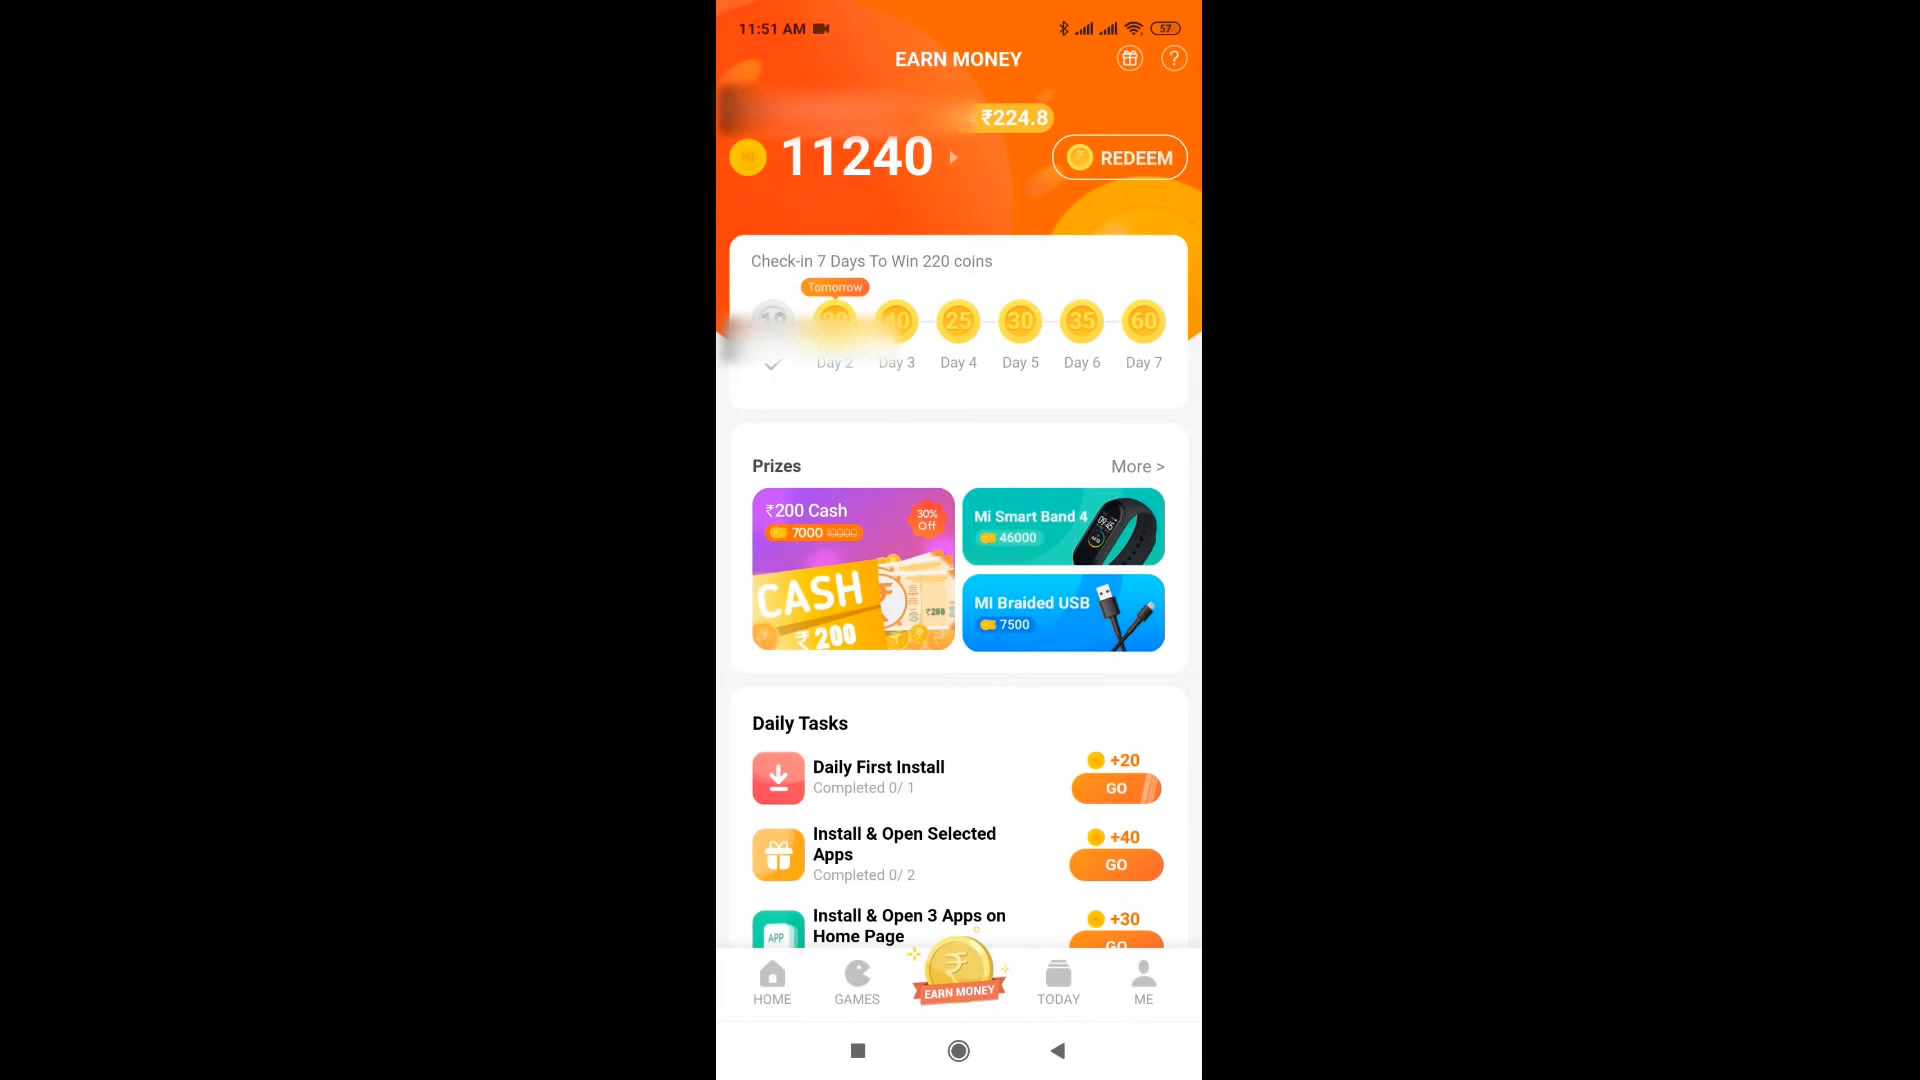 11:51 AM
57
EARN MONEY
?
₹224.8
11240
REDEEM
Check-in 7 Days To Win 220 coins
Tomorrow
25 30 35 60
Day 2 Day 3 Day 4 Day 5 Day 6 Day 7
Prizes
More >
₹200 Cash
7000 10000
30%
Off
CASH
₹200
₹200
Mi Smart Band 4
46000
MI Braided USB
7500
Daily Tasks
Daily First Install
Completed 0/ 1
+20
GO
Install & Open Selected
Apps
Completed 0/ 2
+40
GO
Install & Open 3 Apps on
Home Page
APP
+30
GO
HOME
GAMES
EARN MONEY
TODAY
ME